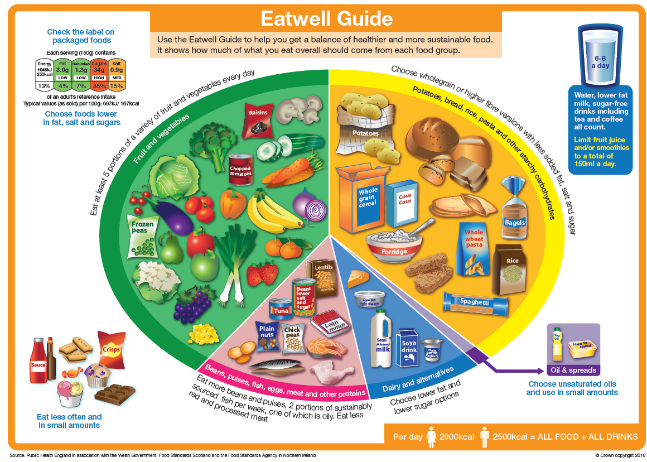 Eatwell Guide
Use the Eatwell Guide to help you get a balance of healthier and more sustainable food.
It shows how much of what you eat overall should come from each food group.
Check the label on
packaged foods
Each serving (150g) contains
Energy
1046kJ
250kcal
Fat
3.0g
LOW
Saturates
1.3g
LOW
Sugars
34g
HIGH
Salt
0.9g
MED
13%
4%
7%
38%
15%
of an adult's reference intake
Typical values (as sold) per 100g: 697kJ/ 167kcal
Choose foods lower
in fat, salt and sugars
6-8
a day
Water, lower fat
milk, sugar-free
drinks including
tea and coffee
all count.
Limit fruit juice
and/or smoothies
to a total of
150ml a day.
Eat at least 5 portions of a variety of fruit and vegetables every day
Fruit and vegetables
Raisins
Chopped
tomatoes
Frozen
peas
Choose wholegrain or higher fibre versions with less added fat, salt and sugar
Potatoes, bread, rice, pasta and other starchy carbohydrates
Potatoes
Whole
grain
cereal
Cous
Cous
Porridge
Bagels
Whole
wheat
pasta
Rice
Spaghetti
Lentils
Beans
lower
salt
and
sugar
Tuna
Plain
nuts
Chick
peas
Lean
mince
Beans, pulses, fish, eggs, meat and other proteins
Eat more beans and pulses, 2 portions of sustainably
sourced fish per week, one of which is oily. Eat less
red and processed meat
milk
Soya
drink
Dairy and alternatives
Choose lower fat and
lower sugar options
Oil & spreads
Choose unsaturated oils
and use in small amounts
Sauce
Crisps
Eat less often and
in small amounts
Per day 2000kcal 2500kcal = ALL FOOD + ALL DRINKS
Source: Public Health England in association with the Welsh Government, Food Standards Scotland and the Food Standards Agency in Northern Ireland
© Crown copyright 2016